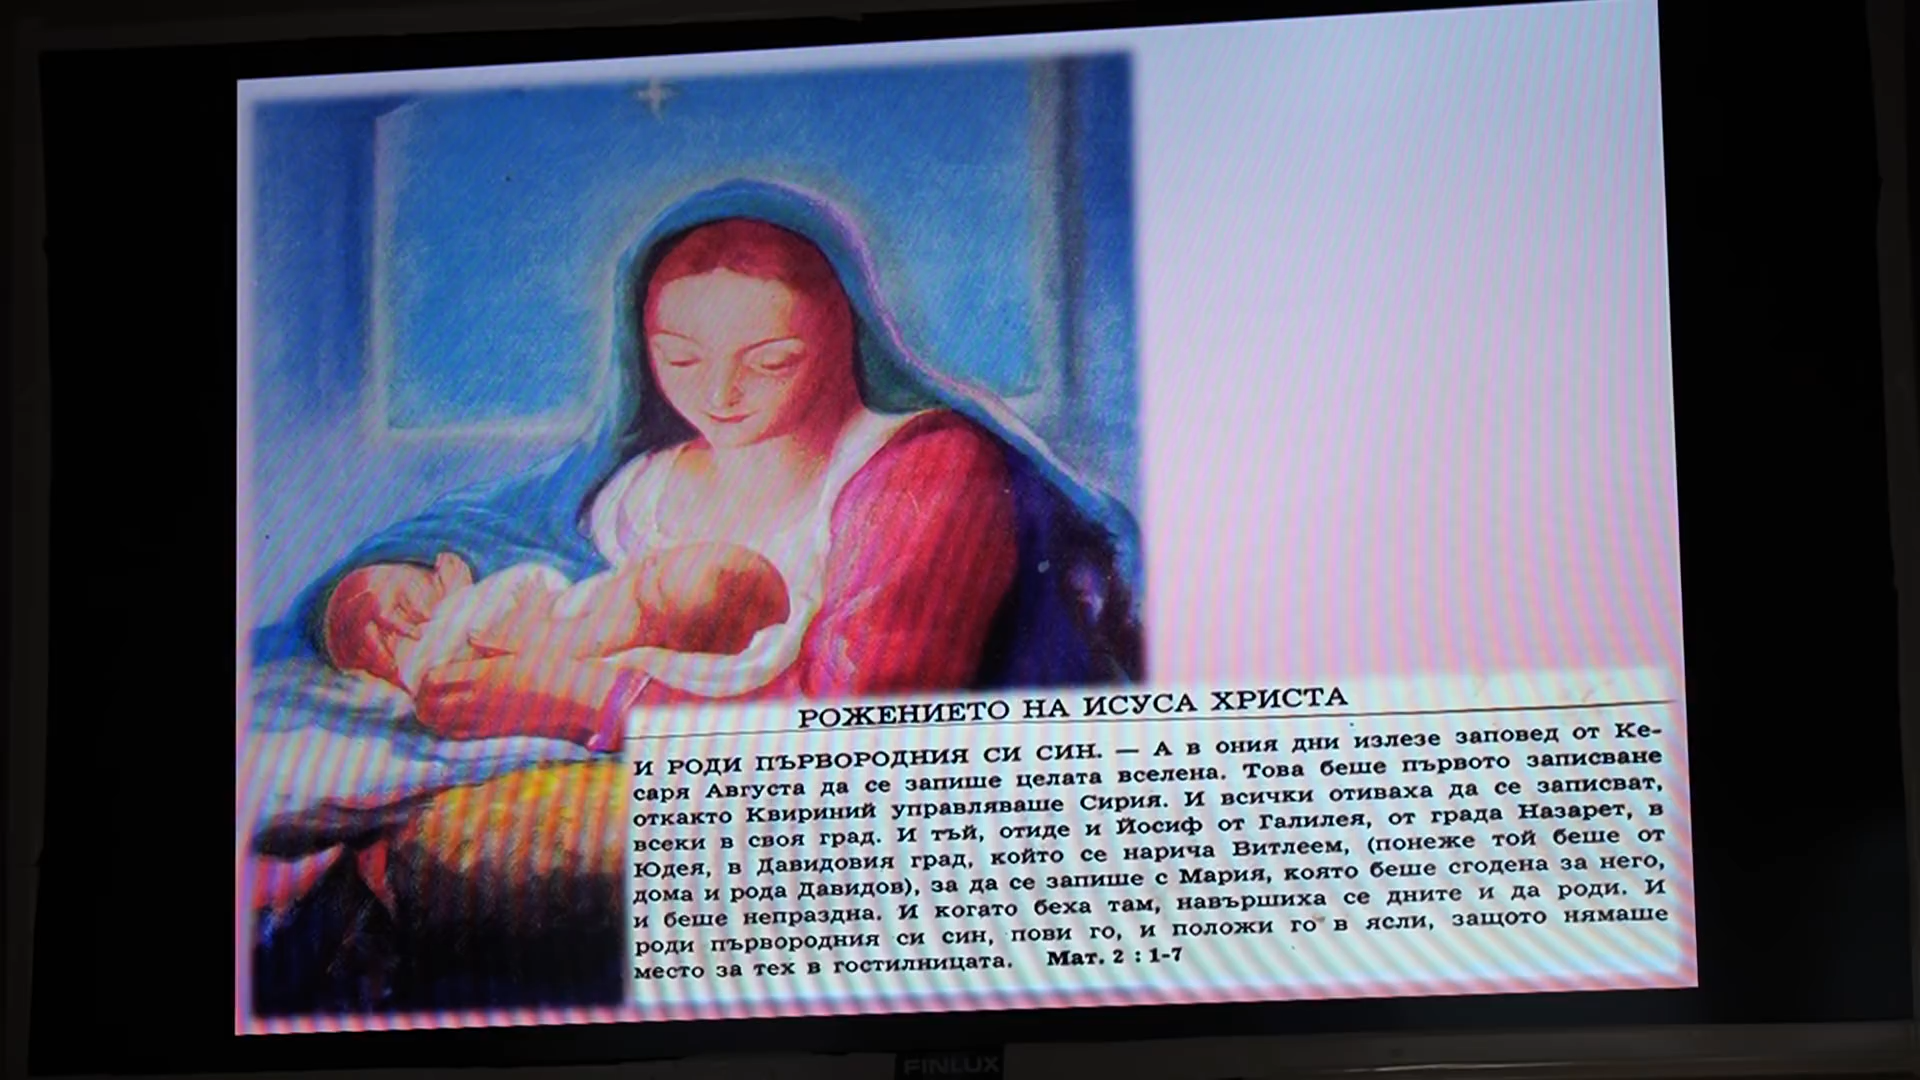 РОЖЕНИЕТО НА ИСУСА ХРИСТА
И РОДИ ПЪРВОРОДНИЯ СИ СИН. — А в ония дни излезе заповед от Ке-
саря Августа да се запише целата вселена. Това беше първото записване
откакто Квириний управляваше Сирия. И всички отиваха да се записват,
всеки в своя град. И тъй, отиде и Йосиф от Галилея, от града Назарет, в
Юдея, в Давидовия град, който се нарича Витлеем, (понеже той беше от
дома и рода Давидов), за да се запише с Мария, която беше сгодена за него,
и беше непраздна. И когато беха там, навършиха се дните и да роди. И
роди първородния си син, пови го, и положи го в ясли, защото нямаше
место за тех в гостилницата. Мат. 2 : 1-7
FINLUX